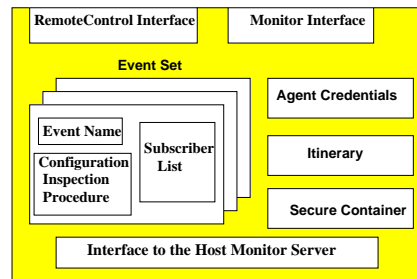 RemoteControl Interface
Monitor Interface
Event Set
Agent Credentials
Event Name
Subscriber
List
Configuration
Inspection
Procedure
Itinerary
Secure Container
Interface to the Host Monitor Server